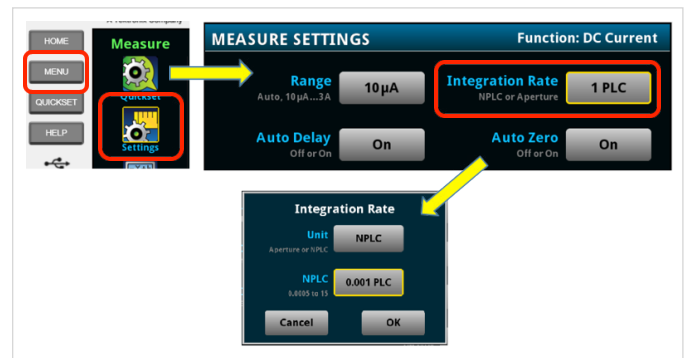 HOME
MENU
QUICKSET
HELP
Measure
Quickset
Settings
MEASURE SETTINGS
Function: DC Current
Range
Auto, 10µA...3A
10µA
Integration Rate
NPLC or Aperture
1 PLC
Auto Delay
Off or On
On
Auto Zero
Off or On
On
Integration Rate
Unit
Aperture or NPLC
NPLC
NPLC
0.0005 to 15
0.001 PLC
Cancel
OK